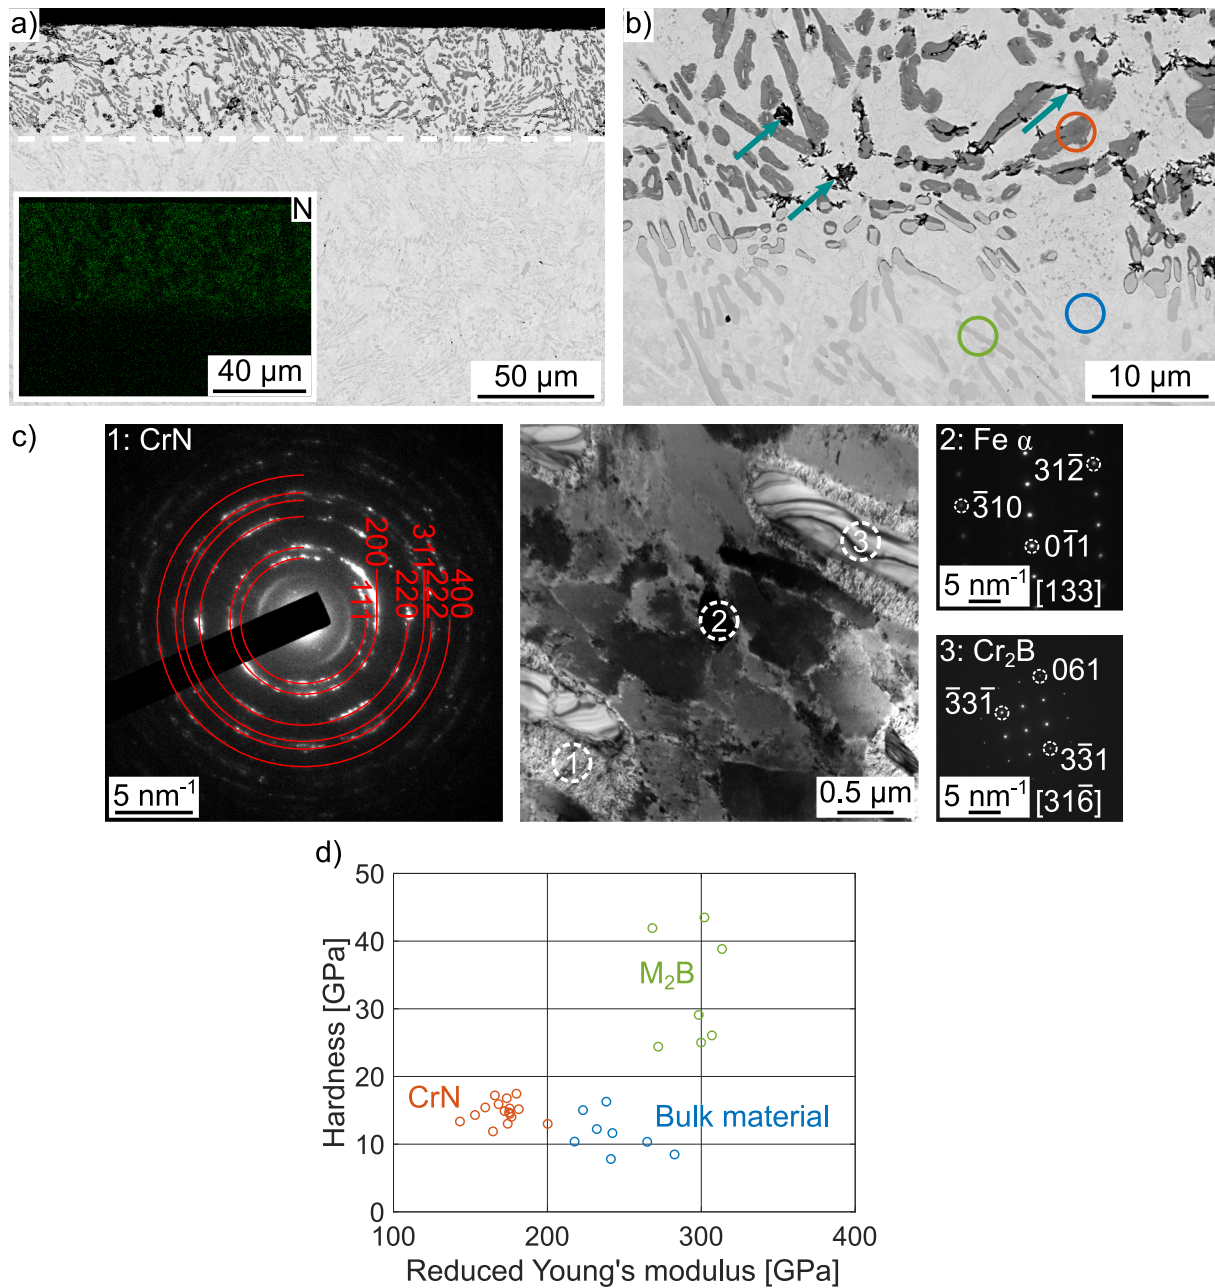 a)
N
40 µm
50 µm
b)
10 µm
c)
1: CrN
200
111
311
220
222
400
5 nm⁻¹
1
2
3
0.5 µm
2: Fe α
312̅
3̅10
01̅1
5 nm⁻¹
[133]
3: Cr₂B
061
3̅31̅
33̅1
5 nm⁻¹
[316̅]
d)
50
40
30
20
10
0
Hardness [GPa]
M₂B
CrN
Bulk material
100
200
300
400
Reduced Young's modulus [GPa]